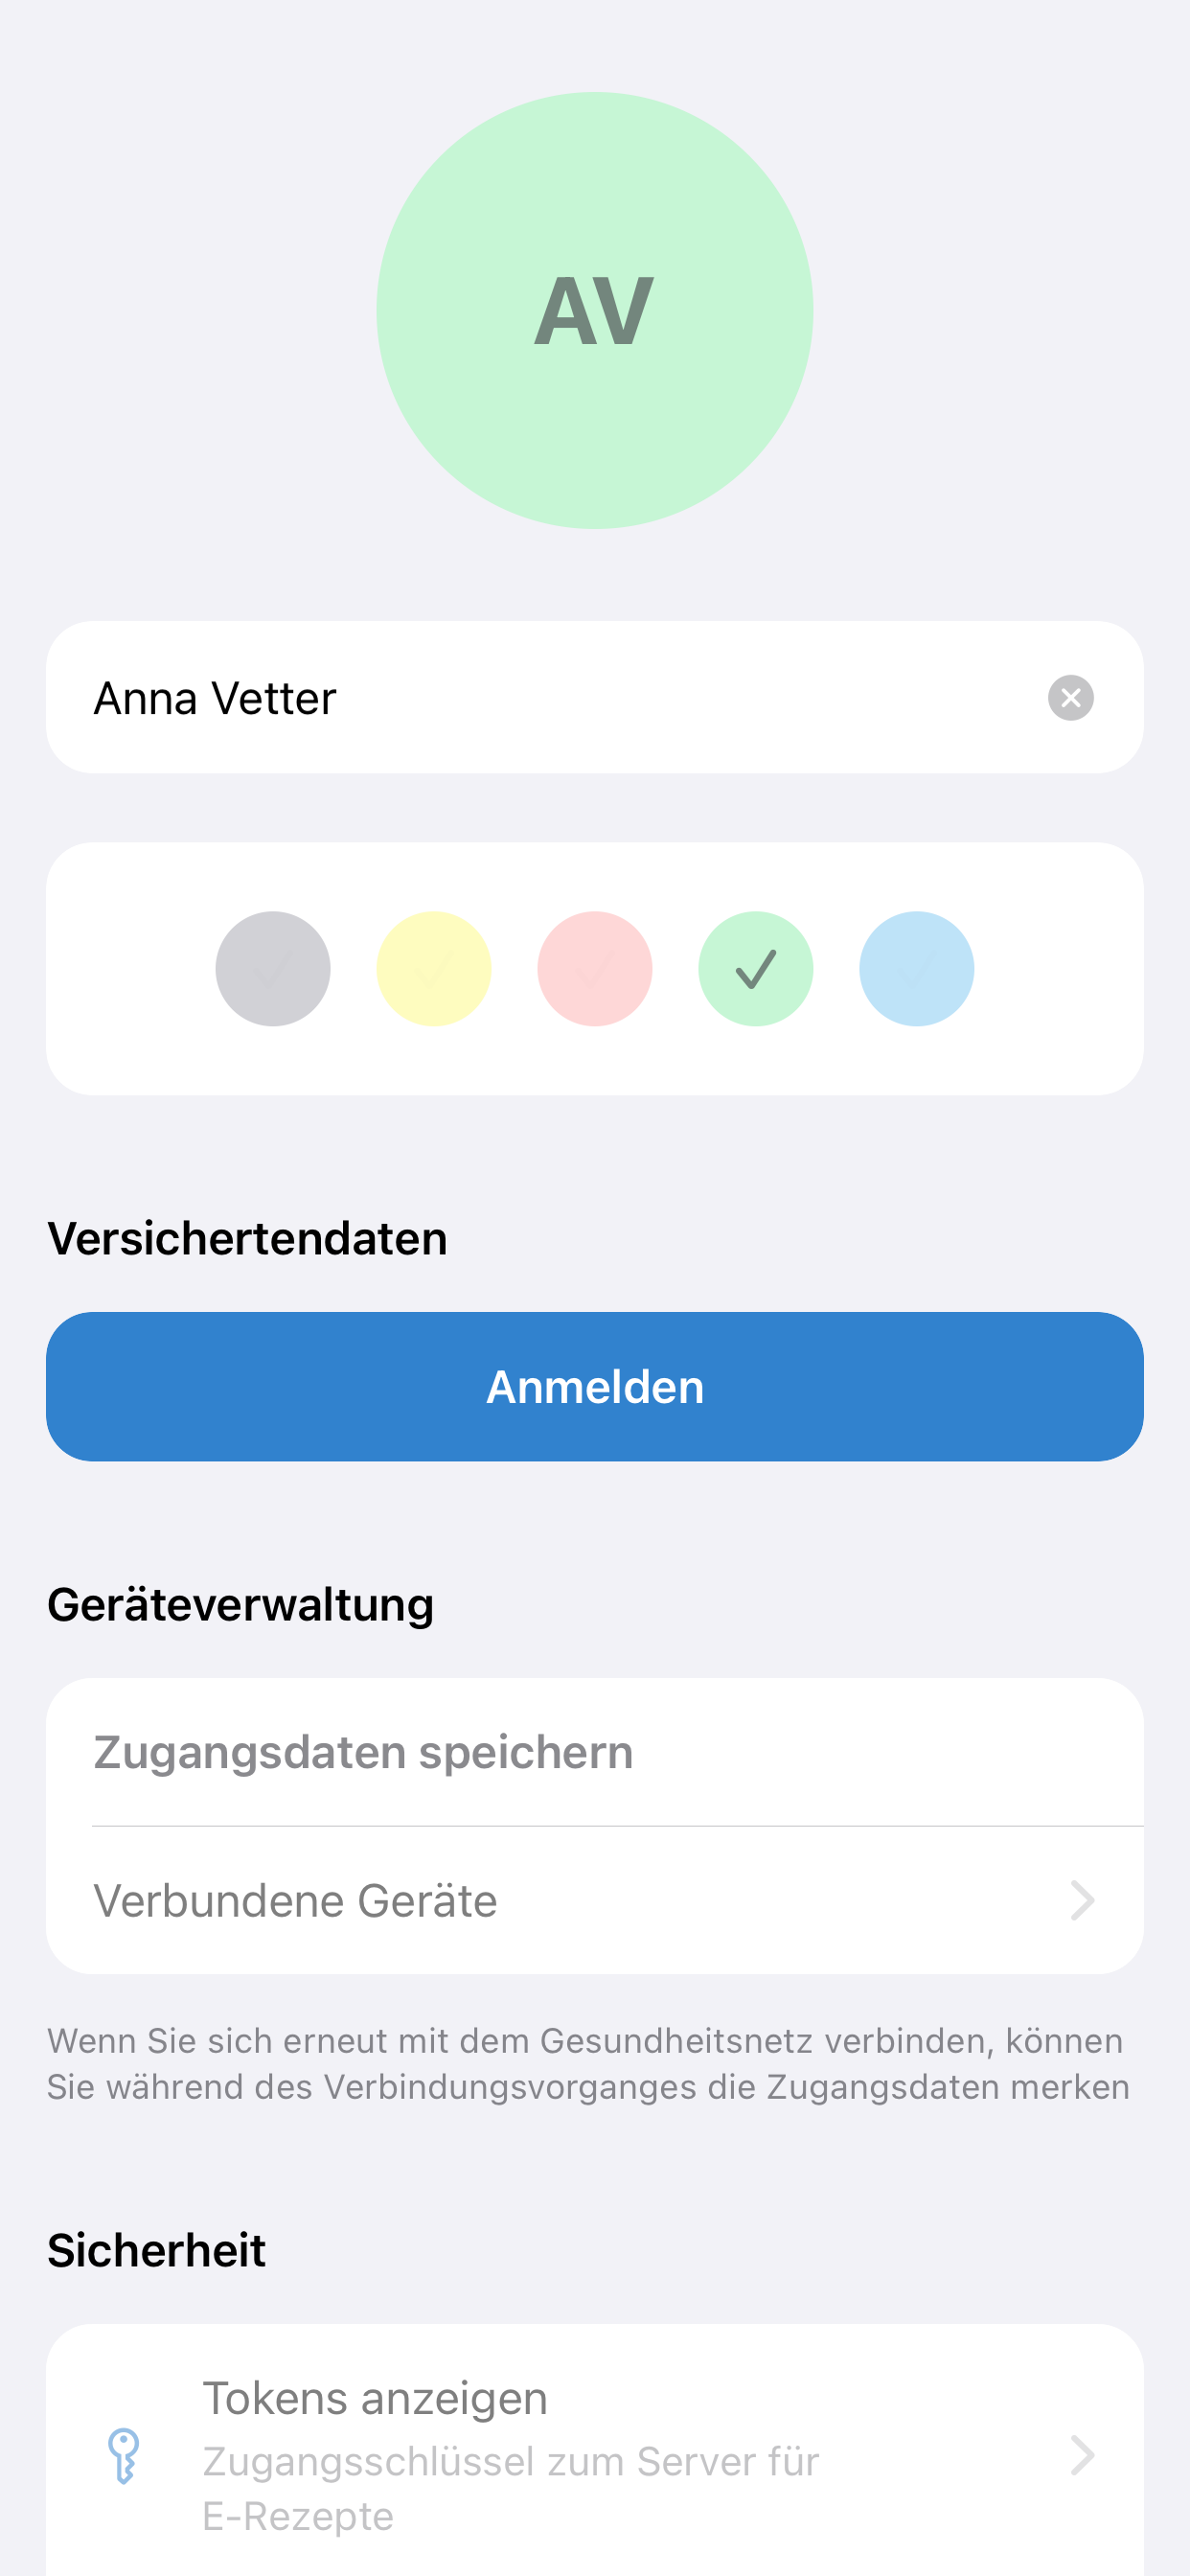 AV
Anna Vetter
Versichertendaten
Anmelden
Geräteverwaltung
Zugangsdaten speichern
Verbundene Geräte
Wenn Sie sich erneut mit dem Gesundheitsnetz verbinden, können
Sie während des Verbindungsvorganges die Zugangsdaten merken
Sicherheit
Tokens anzeigen
Zugangsschlüssel zum Server für
E-Rezepte